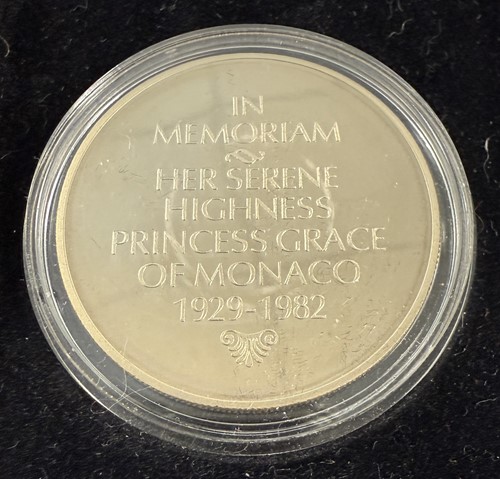 IN
MEMORIAM
HER SERENE
HIGHNESS
PRINCESS GRACE
OF MONACO
1929-1982